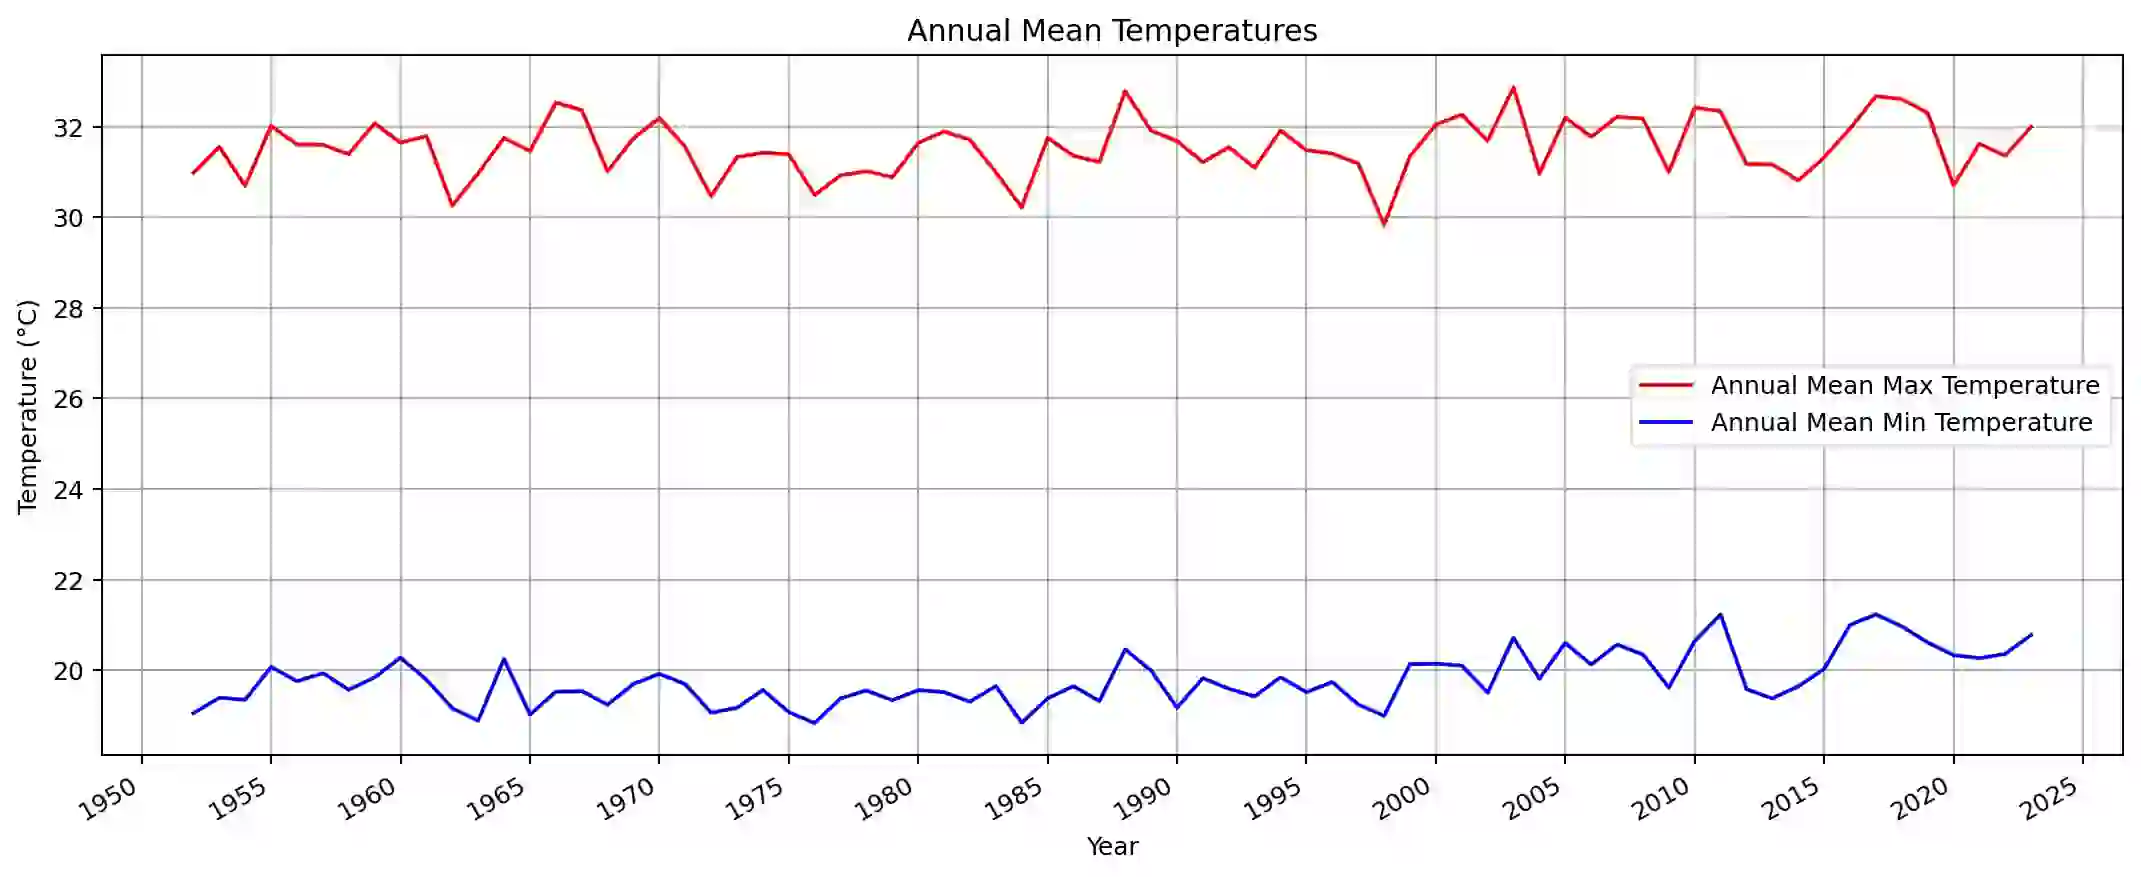 Annual Mean Temperatures
Temperature (°C)
32
30
28
26
24
22
20
Annual Mean Max Temperature
Annual Mean Min Temperature
1950 1955 1960 1965 1970 1975 1980 1985 1990 1995 2000 2005 2010 2015 2020 2025
Year